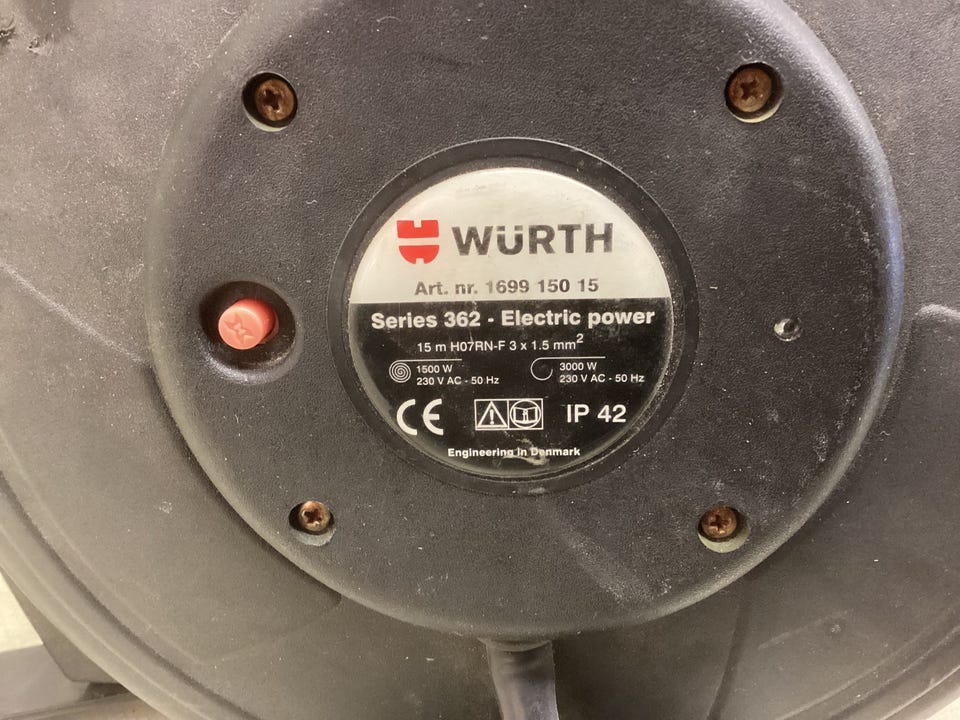 WÜRTH
Art. nr. 1699 150 15
Series 362 - Electric power
15 m H07RN-F 3 x 1.5 mm²
1500 W
230 V AC - 50 Hz
3000 W
230 V AC - 50 Hz
CE IP 42
Engineering in Denmark